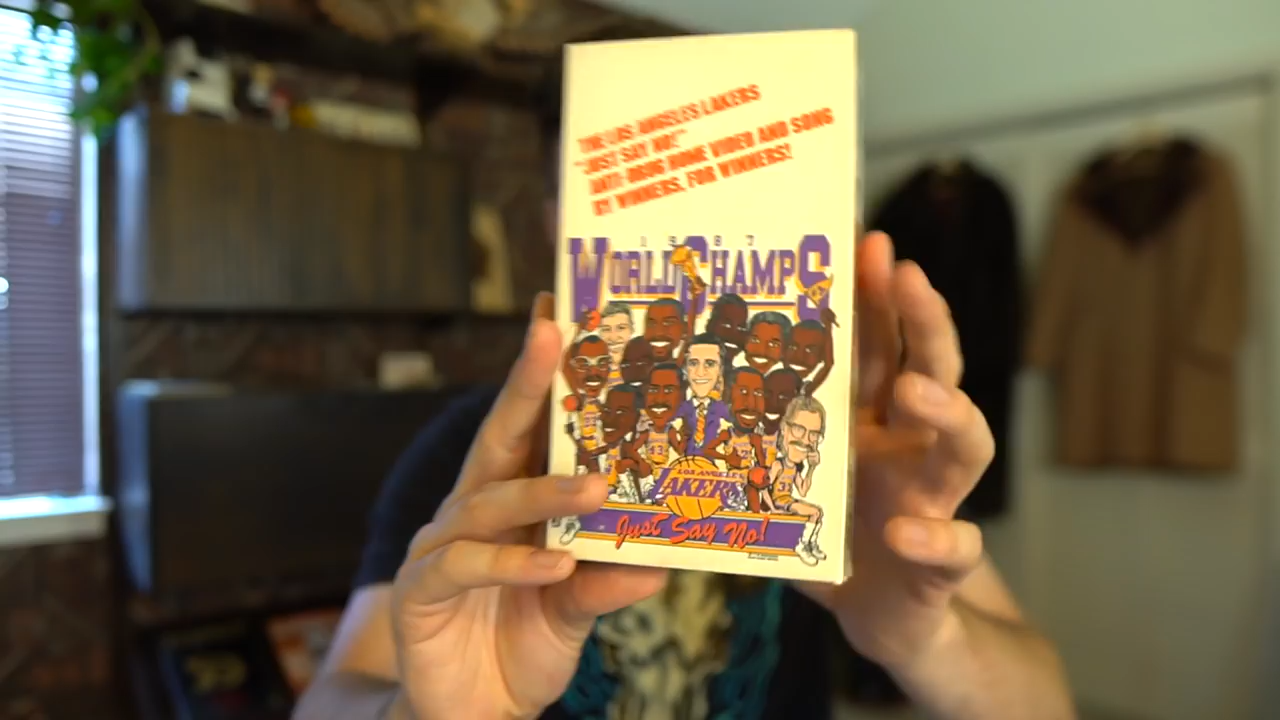 THE LOS ANGELES LAKERS
"JUST SAY NO!"
ANTI-DRUG HOME VIDEO AND SONG
BY WINNERS, FOR WINNERS!
1987
WORLD CHAMPS
LOS ANGELES
LAKERS
Just Say No!